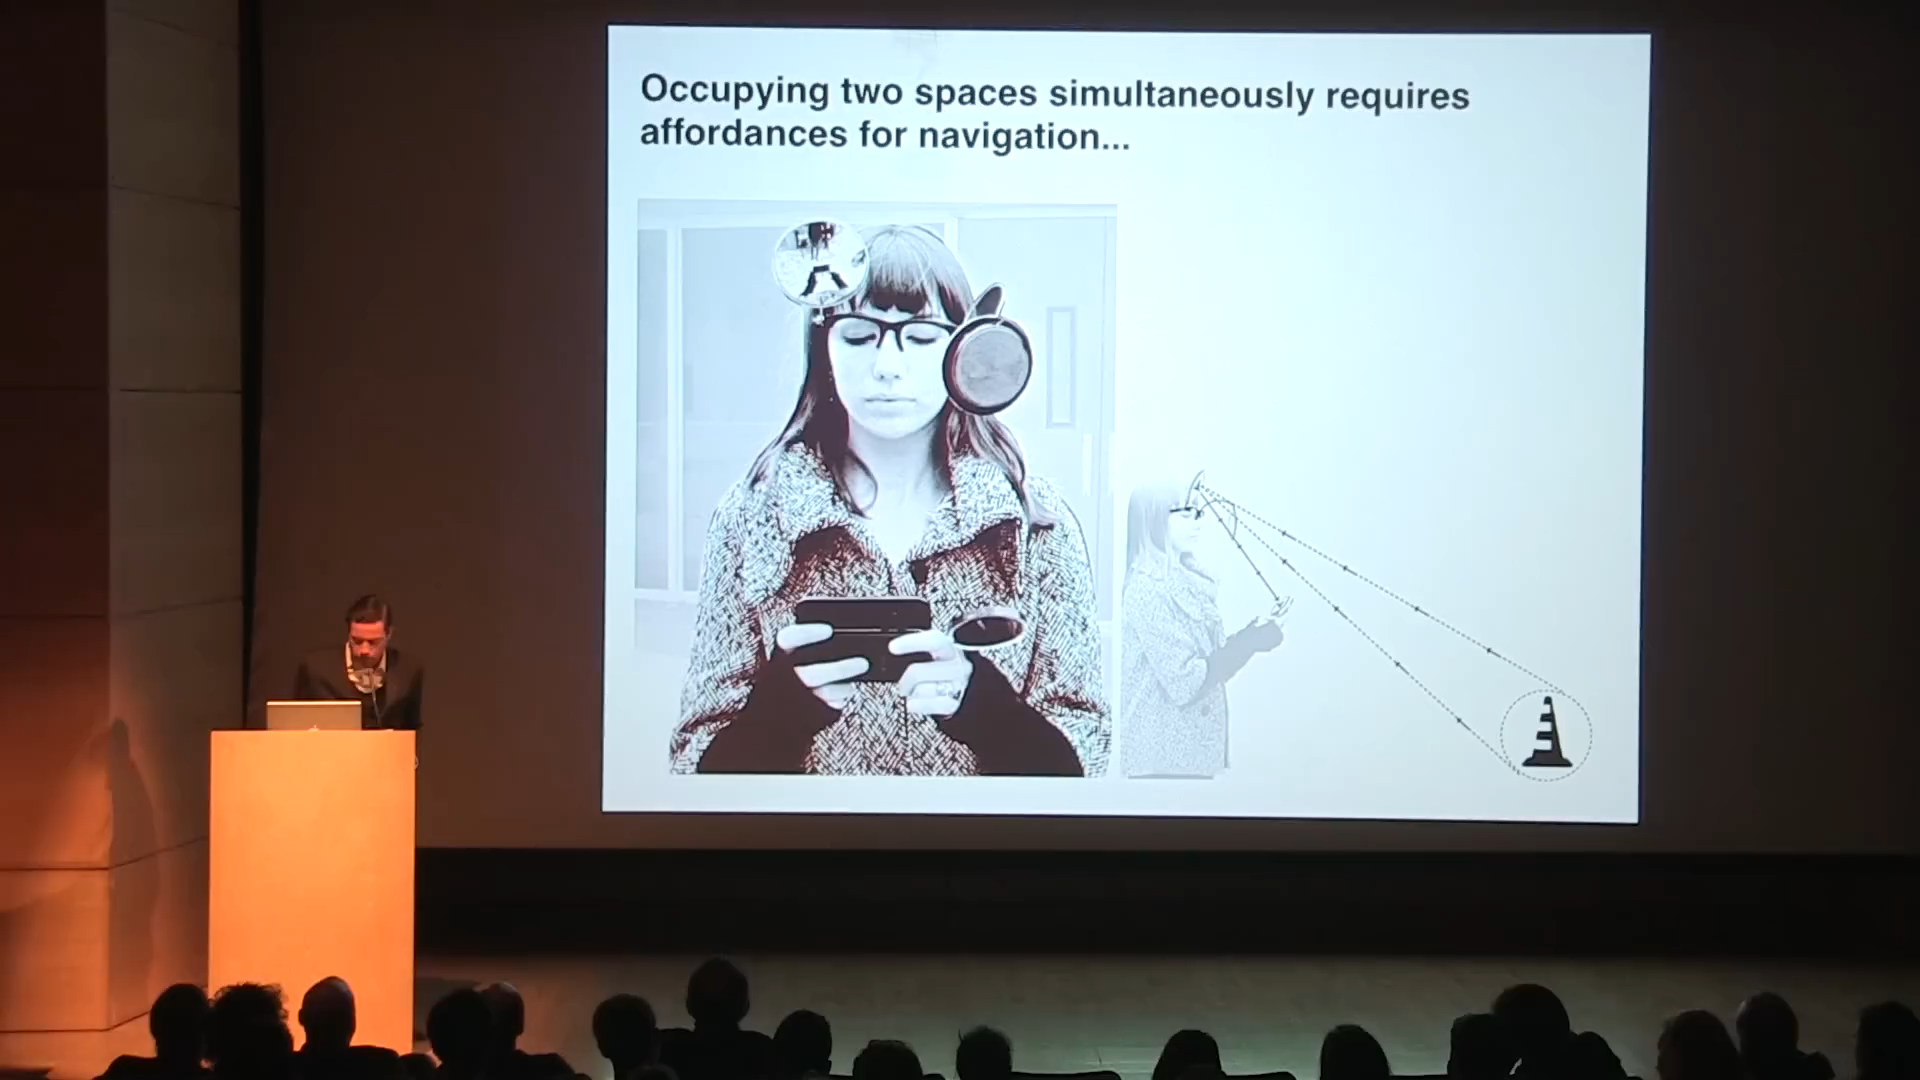 Occupying two spaces simultaneously requires
affordances for navigation...